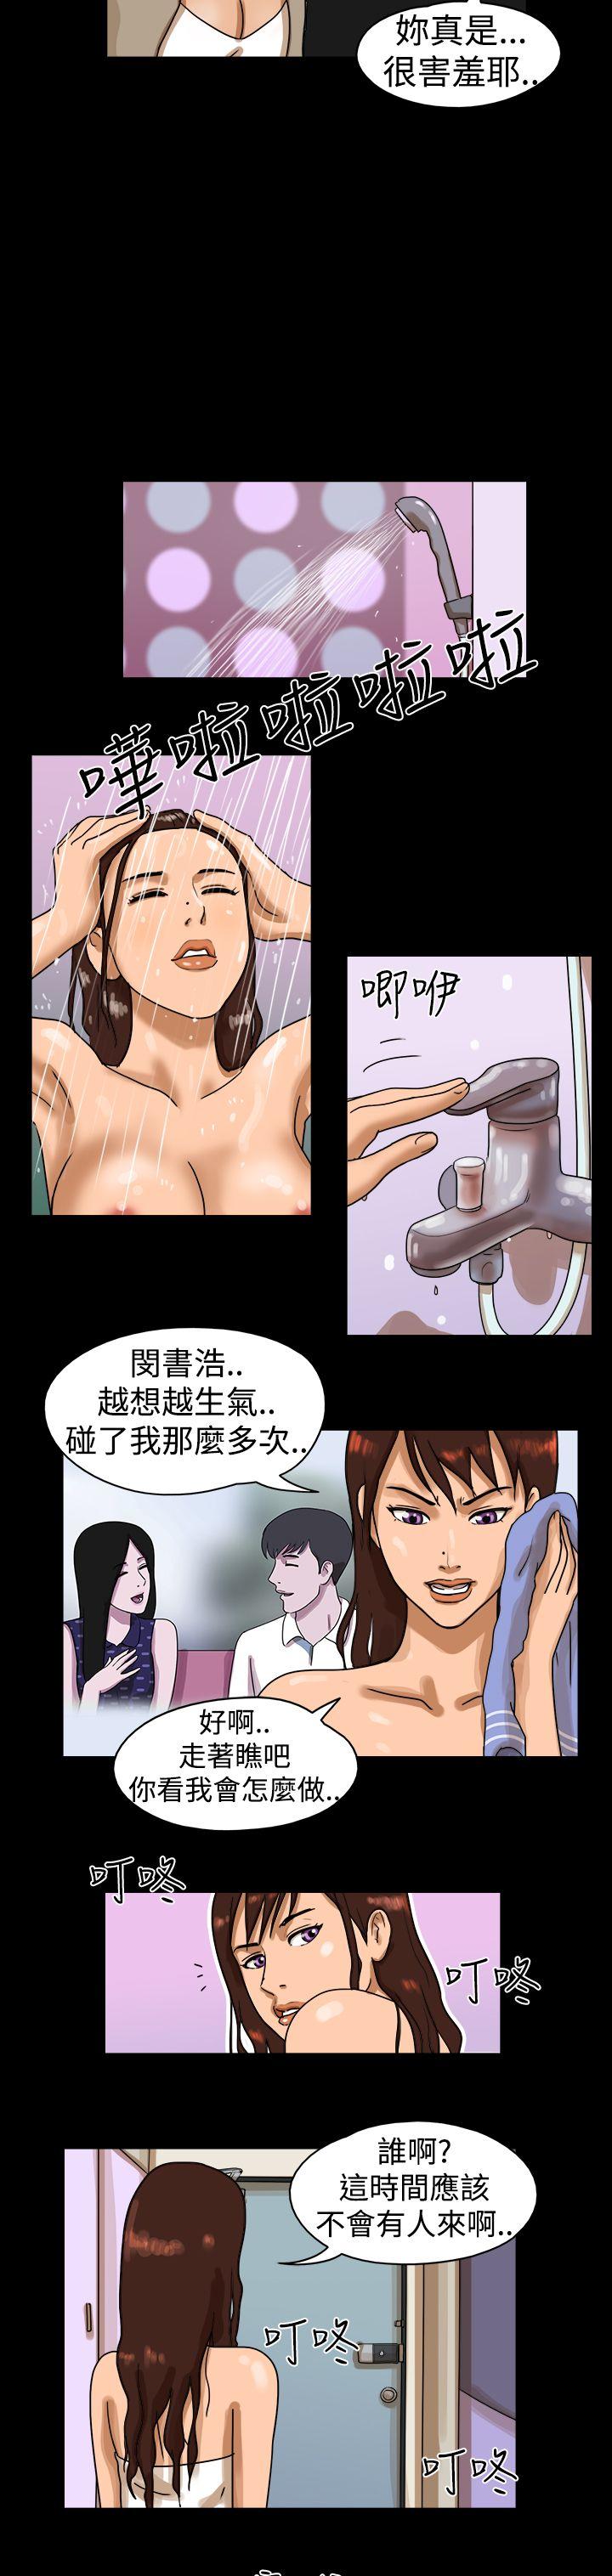 妳真是...
很害羞耶..
嘩啦啦啦啦
唧咿
閔書浩..
越想越生氣..
碰了我那麼多次..
好啊..
走著瞧吧
你看我會怎麼做..
叮咚
叮咚
誰啊?
這時間應該
不會有人來啊..
叮咚
叮咚